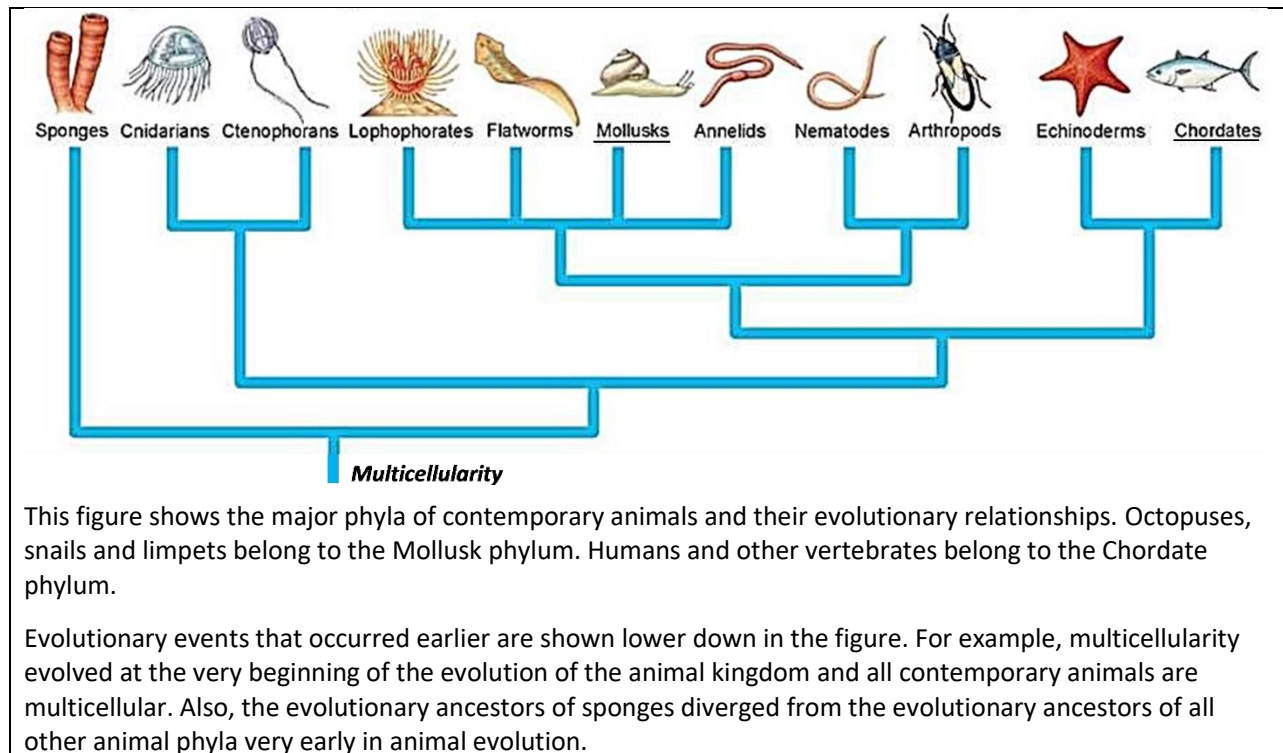 Sponges Cnidarians Ctenophorans Lophophorates Flatworms Mollusks Annelids Nematodes Arthropods Echinoderms Chordates
Multicellularity
This figure shows the major phyla of contemporary animals and their evolutionary relationships. Octopuses,
snails and limpets belong to the Mollusk phylum. Humans and other vertebrates belong to the Chordate
phylum.
Evolutionary events that occurred earlier are shown lower down in the figure. For example, multicellularity
evolved at the very beginning of the evolution of the animal kingdom and all contemporary animals are
multicellular. Also, the evolutionary ancestors of sponges diverged from the evolutionary ancestors of all
other animal phyla very early in animal evolution.